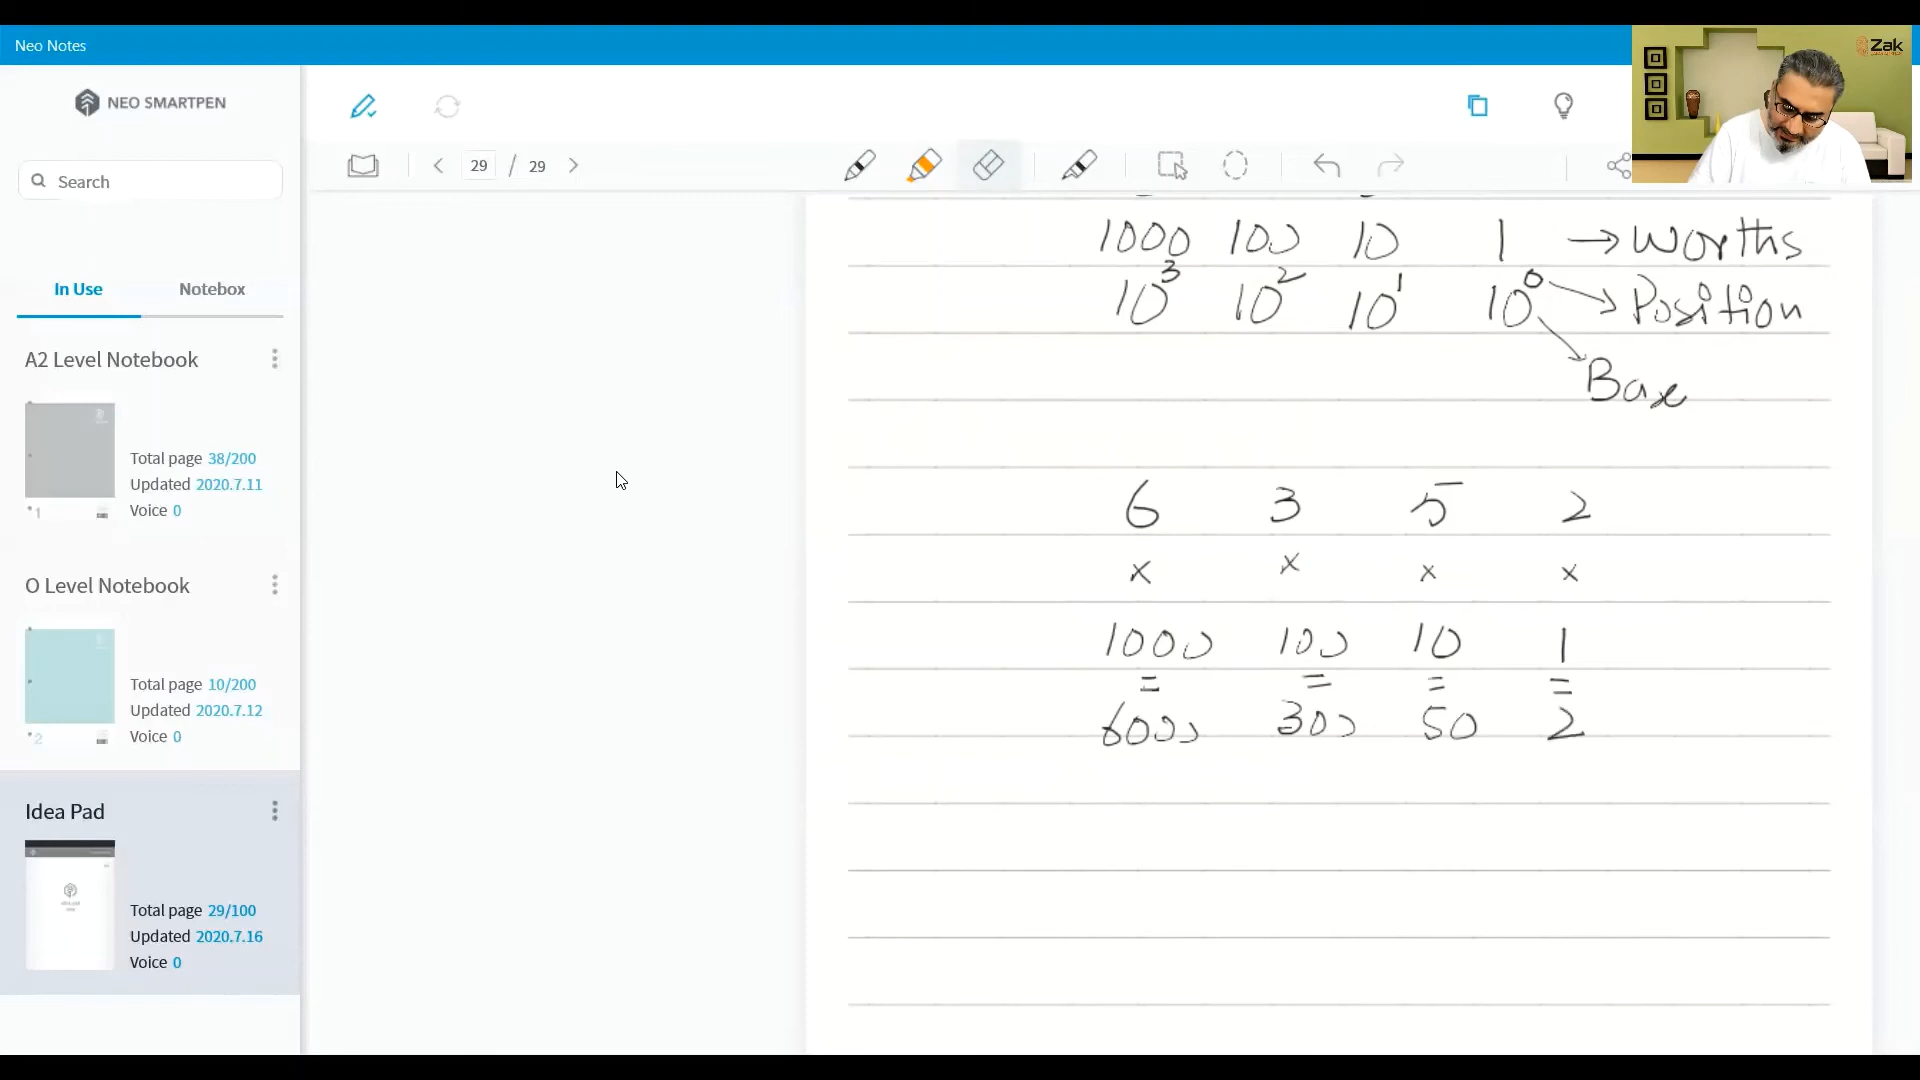 Neo Notes
Zak
NEO SMARTPEN
29 / 29
Search
In Use Notebox
A2 Level Notebook
Total page 38/200
Updated 2020.7.11
Voice 0
1
O Level Notebook
Total page 10/200
Updated 2020.7.12
Voice 0
2
Idea Pad
Total page 29/100
Updated 2020.7.16
Voice 0
1000 100 10 1 → Worths
10³ 10² 10¹ 10⁰ → Position
Base
6 3 5 2
x x x x
1000 100 10 1
= = = =
6000 300 50 2